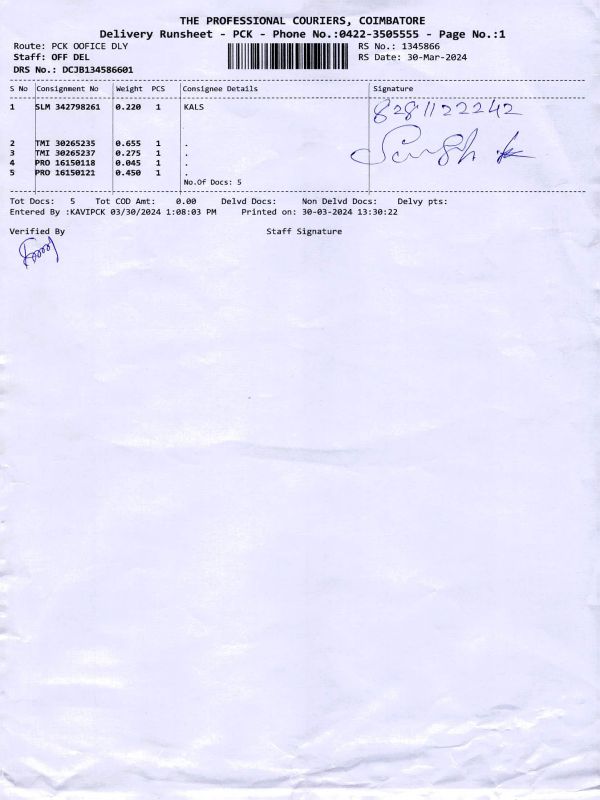 THE PROFESSIONAL COURIERS, COIMBATORE
Delivery Runsheet - PCK - Phone No.:0422-3505555 - Page No.:1
Route: PCK OOFICE DLY RS No.: 1345866
Staff: OFF DEL RS Date: 30-Mar-2024
DRS No.: DCJB134586601
S No Consignment No Weight PCS Consignee Details Signature
1 SLM 342798261 0.220 1 KALS 8281122242
2 TMI 30265235 0.655 1 .
3 TMI 30265237 0.275 1 .
4 PRO 16150118 0.045 1 .
5 PRO 16150121 0.450 1 .
No.Of Docs: 5
Tot Docs: 5 Tot COD Amt: 0.00 Delvd Docs: Non Delvd Docs: Delvy pts:
Entered By :KAVIPCK 03/30/2024 1:08:03 PM Printed on: 30-03-2024 13:30:22
Verified By Staff Signature